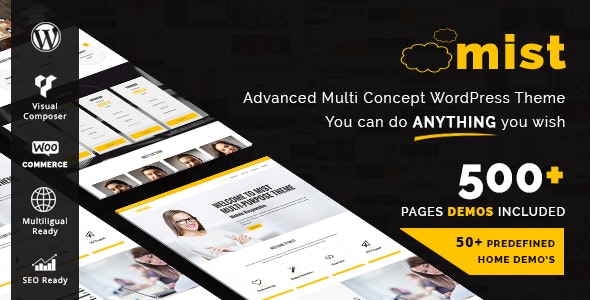 Visual
Composer
WOO
COMMERCE
Multiligual
Ready
SEO Ready
WELCOME TO MIST
MULTI-PURPOSE THEME
mist
Advanced Multi Concept WordPress Theme
You can do ANYTHING you wish
500+
PAGES DEMOS INCLUDED
50+ PREDEFINED
HOME DEMO'S